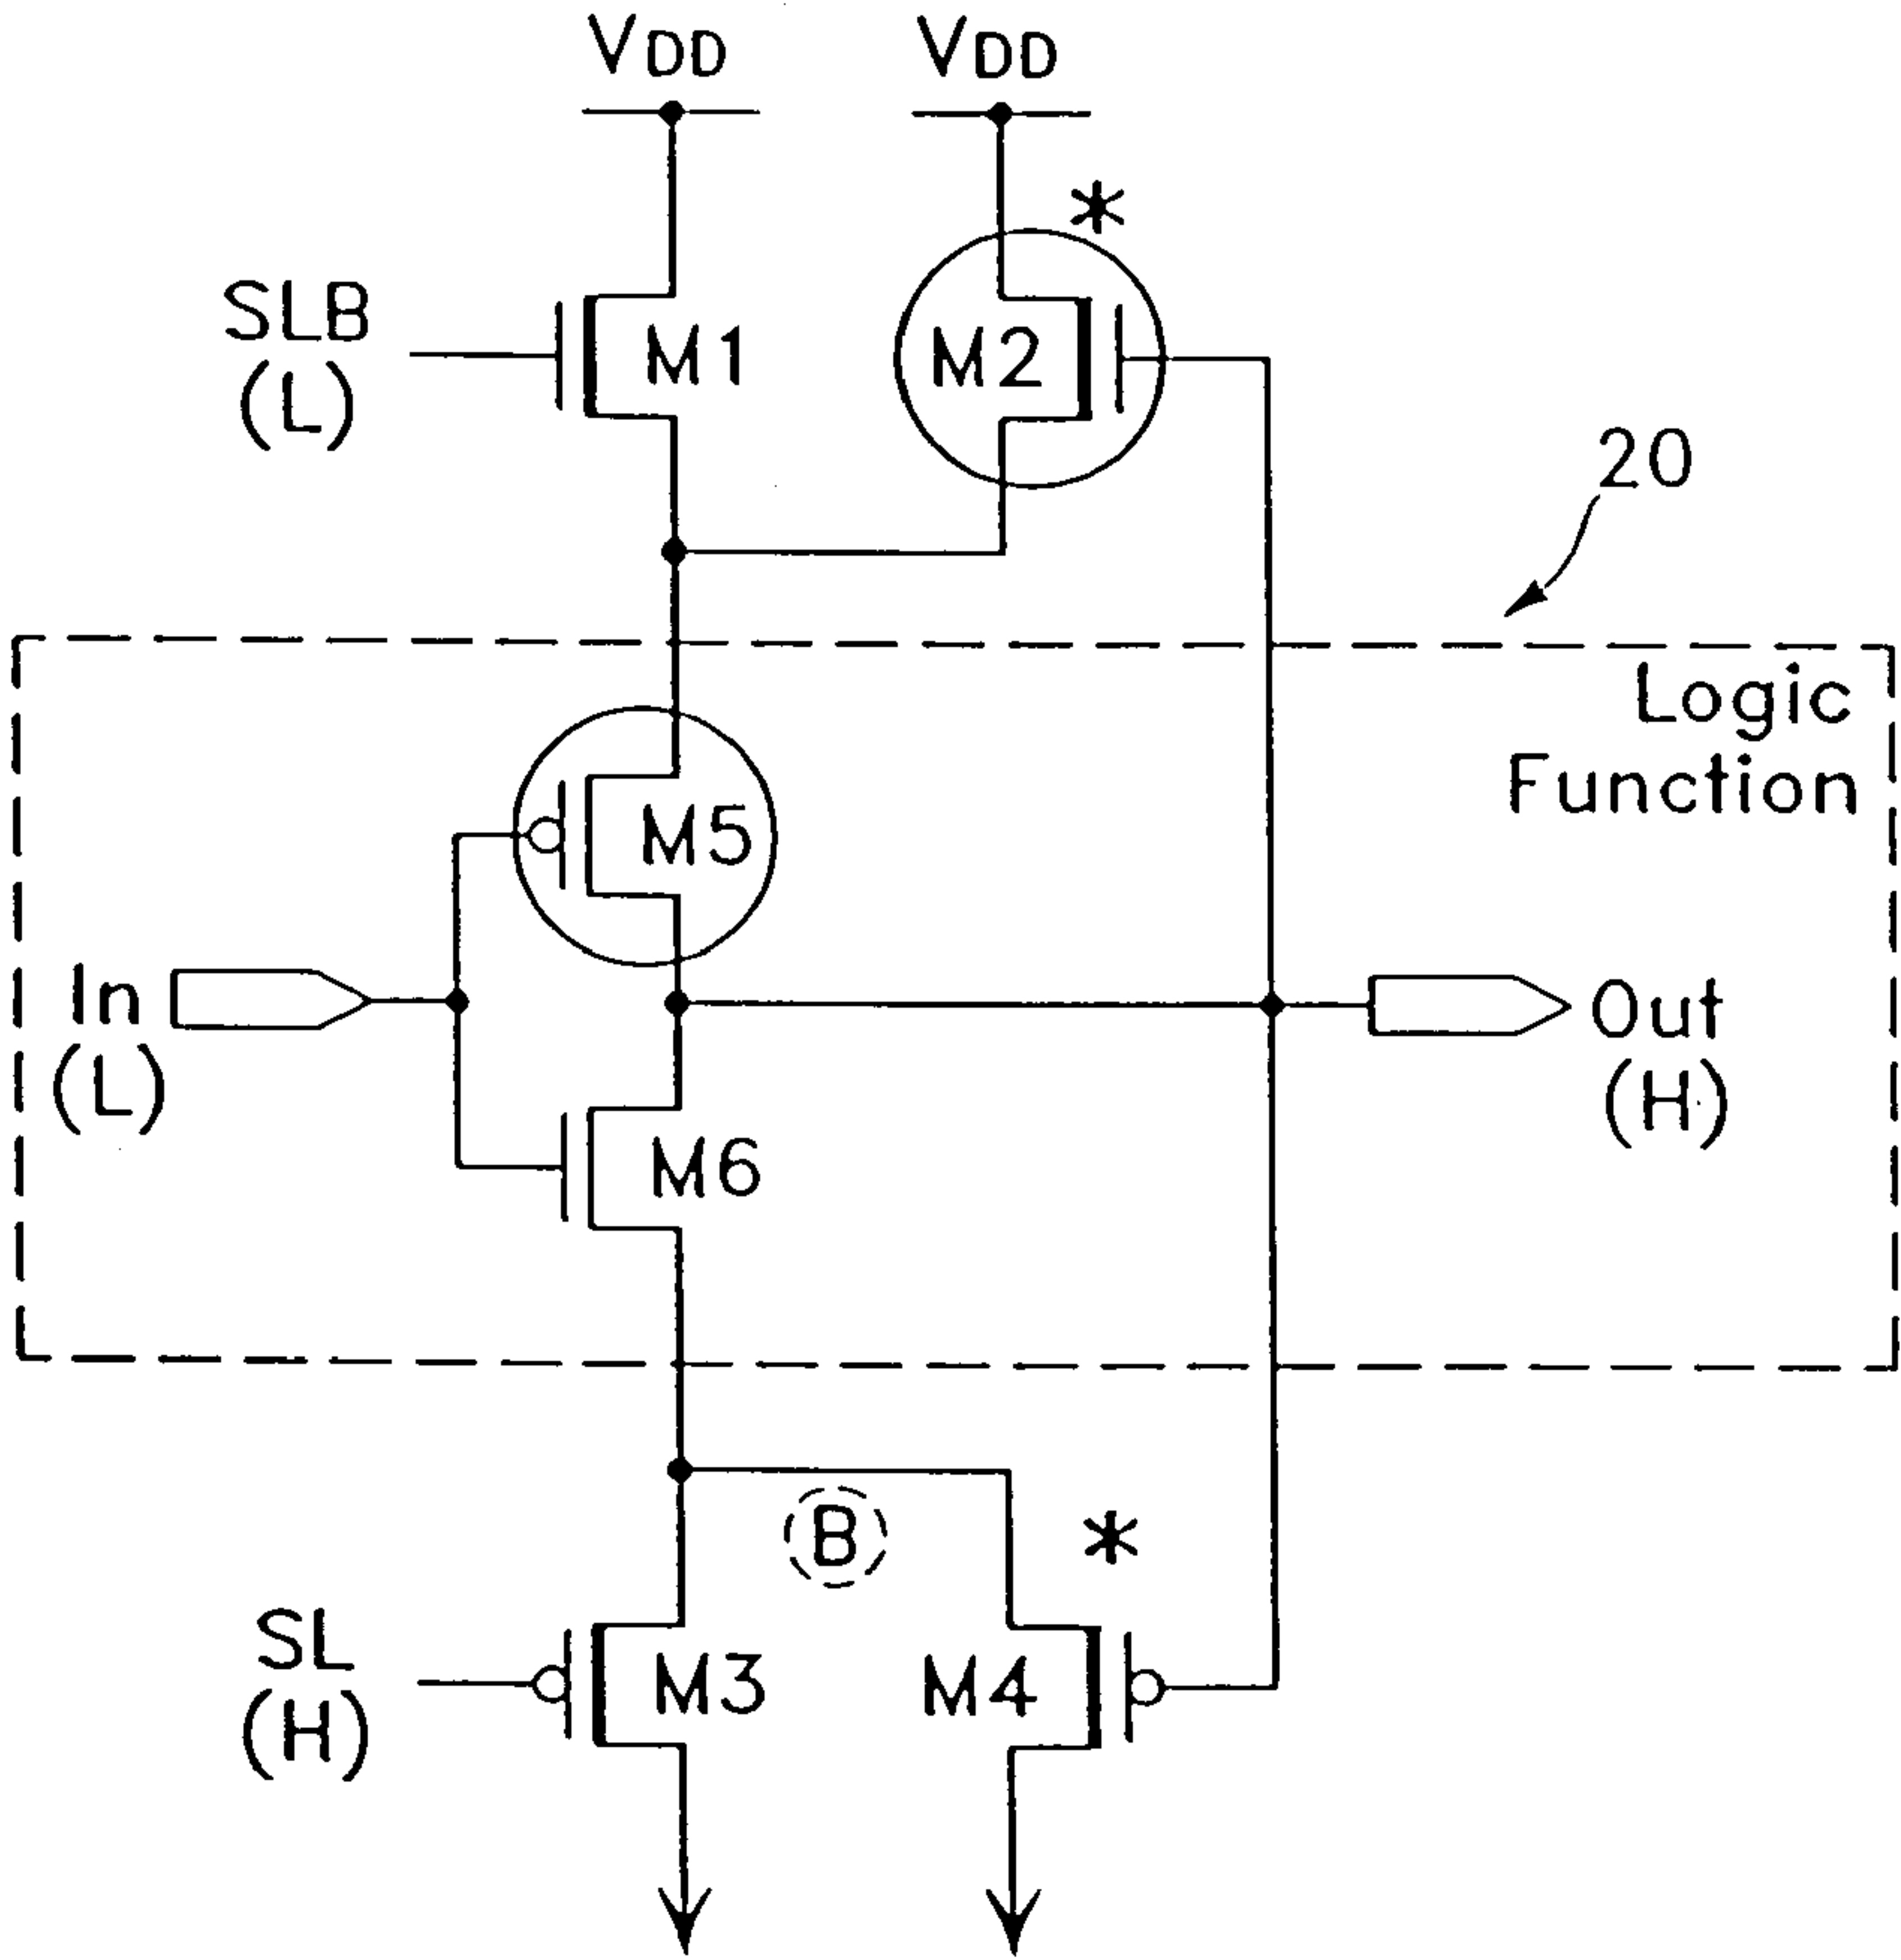 VDD VDD
*
SLB
(L)
M1 M2
20
Logic
Function
M5
In
(L)
Out
(H)
M6
B
*
SL
(H)
M3 M4